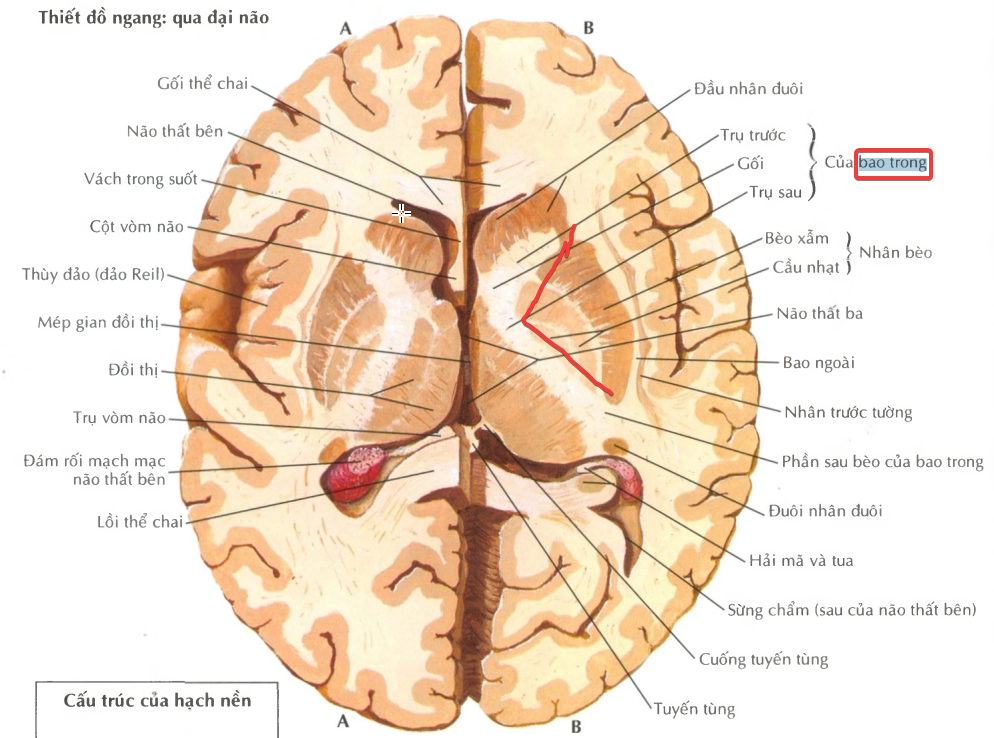 Thiết đồ ngang: qua đại não
A
B
Gối thể chai
Não thất bên
Vách trong suốt
Cột vòm não
Thùy đảo (đảo Reil)
Mép gian đồi thị
Đồi thị
Trụ vòm não
Đám rối mạch mạc
não thất bên
Lồi thể chai
Đầu nhân đuôi
Trụ trước
Gối
Trụ sau
Của bao trong
Bèo xẫm
Cầu nhạt
Nhân bèo
Não thất ba
Bao ngoài
Nhân trước tường
Phần sau bèo của bao trong
Đuôi nhân đuôi
Hải mã và tua
Sừng chẩm (sau của não thất bên)
Cuống tuyến tùng
Tuyến tùng
A
B
Cấu trúc của hạch nền